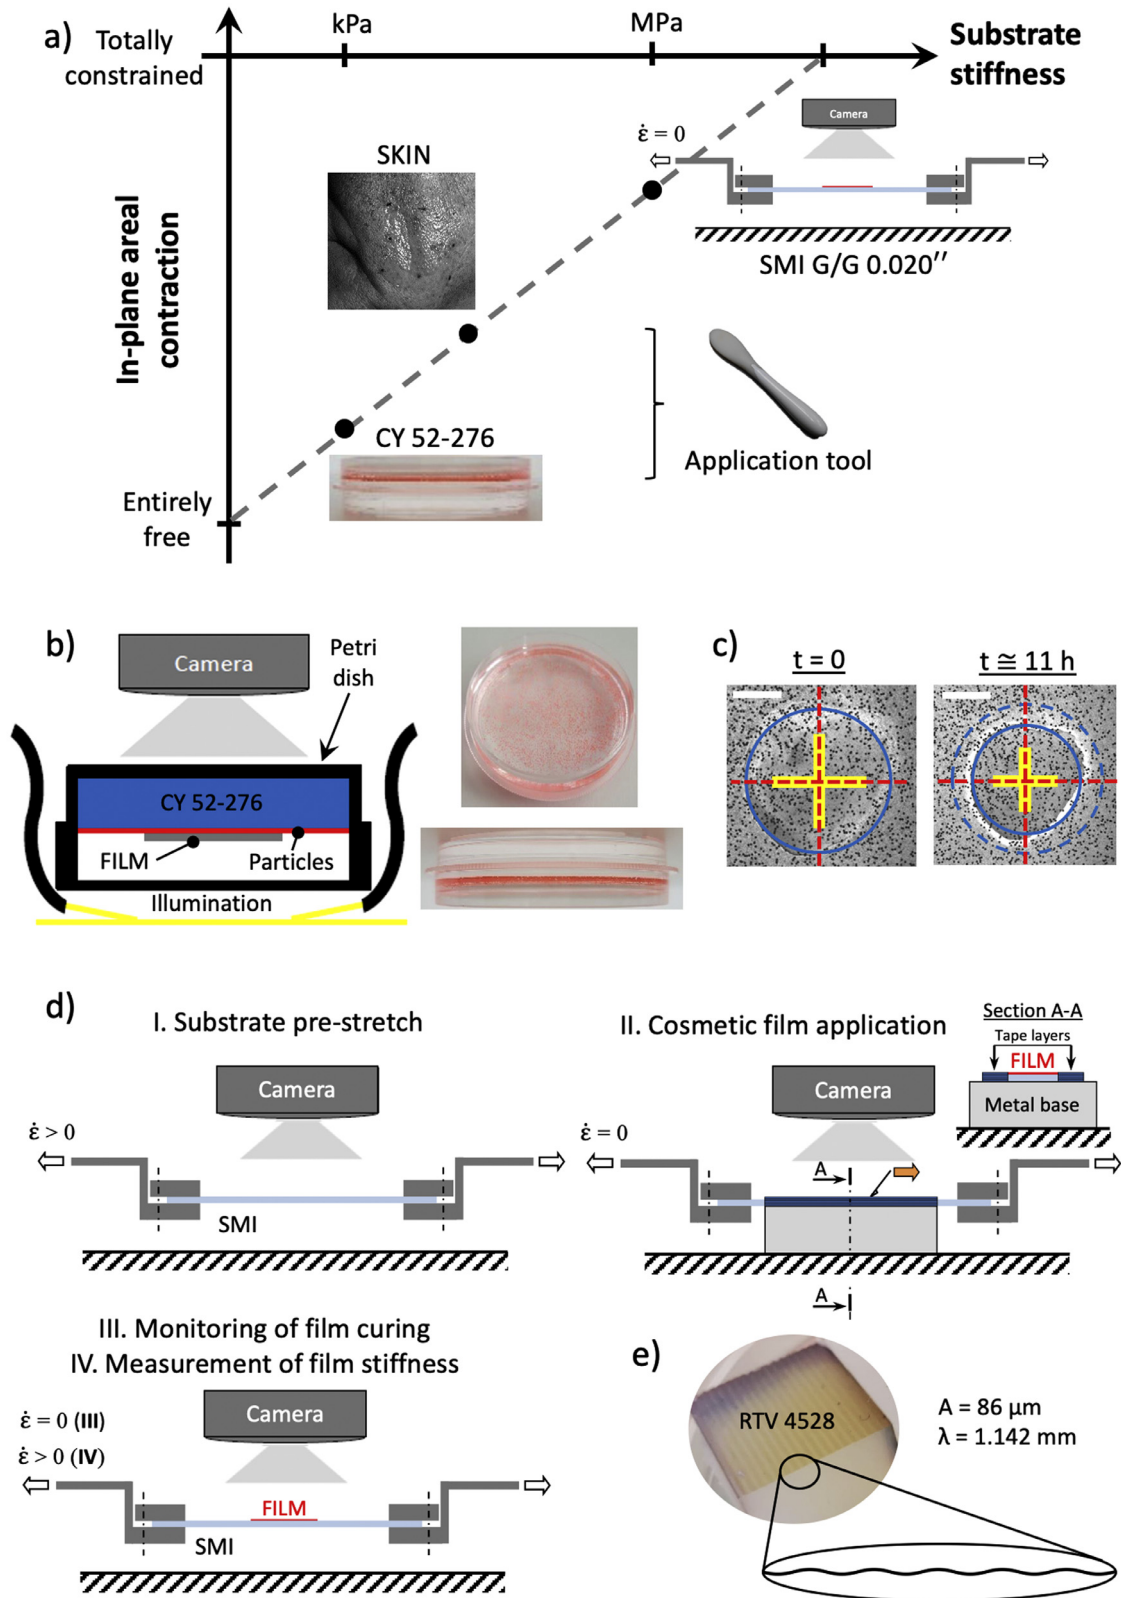 a)
Totally
constrained
kPa
MPa
Substrate
stiffness
In-plane areal
contraction
SKIN
Camera
ε̇ = 0
SMI G/G 0.020′′
CY 52-276
Application tool
Entirely
free
b)
Camera
Petri
dish
CY 52-276
FILM
Particles
Illumination
c)
t = 0
t ≅ 11 h
d)
I. Substrate pre-stretch
Camera
ε̇ > 0
SMI
II. Cosmetic film application
Section A-A
Tape layers
FILM
Metal base
Camera
ε̇ = 0
A
A
III. Monitoring of film curing
IV. Measurement of film stiffness
Camera
ε̇ = 0 (III)
ε̇ > 0 (IV)
FILM
SMI
e)
RTV 4528
A = 86 μm
λ = 1.142 mm